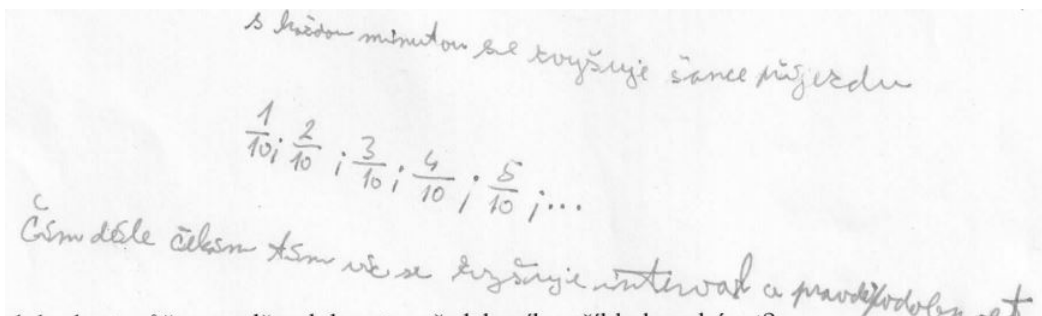 s každou minutou se zvyšuje šance příjezdu
1/10; 2/10; 3/10; 4/10; 5/10; ...
Čím déle čekám tím víc se zvyšuje interval a pravděpodobnost